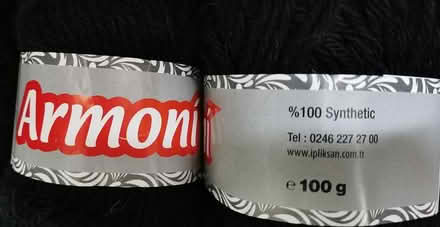 Armoni
%100 Synthetic
Tel : 0246 227 27 00
www.ipliksan.com.tr
e 100 g